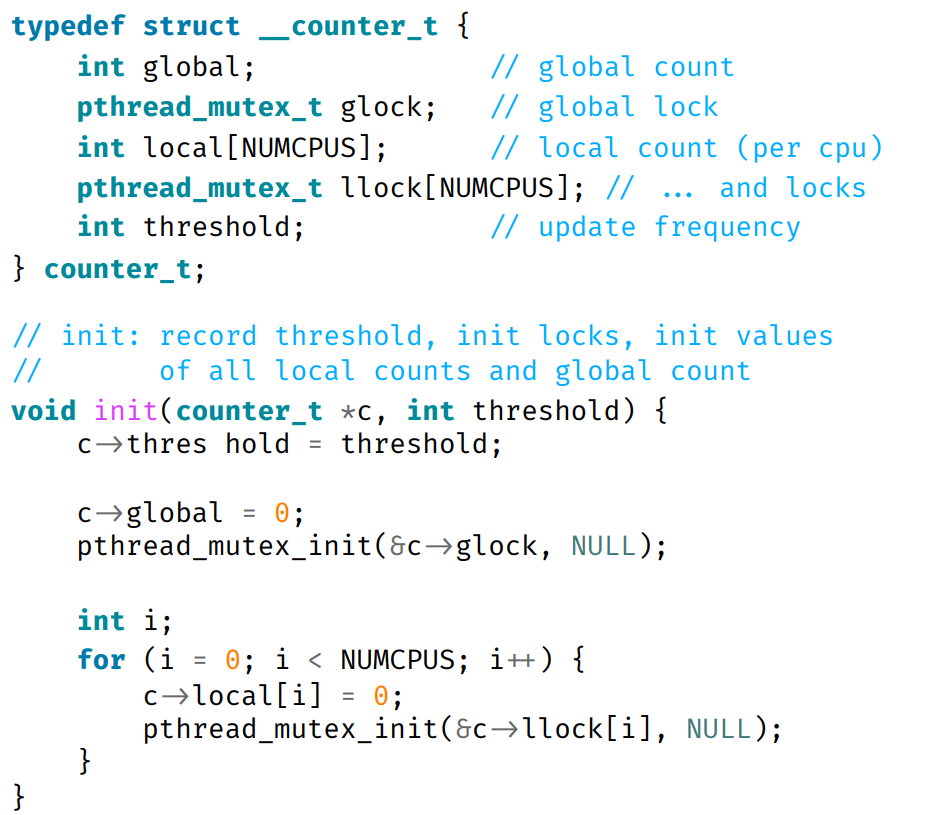 typedef struct __counter_t {
    int global;              // global count
    pthread_mutex_t glock;   // global lock
    int local[NUMCPUS];      // local count (per cpu)
    pthread_mutex_t llock[NUMCPUS]; // ... and locks
    int threshold;           // update frequency
} counter_t;

// init: record threshold, init locks, init values
//       of all local counts and global count
void init(counter_t *c, int threshold) {
    c->thres hold = threshold;

    c->global = 0;
    pthread_mutex_init(&c->glock, NULL);

    int i;
    for (i = 0; i < NUMCPUS; i++) {
        c->local[i] = 0;
        pthread_mutex_init(&c->llock[i], NULL);
    }
}